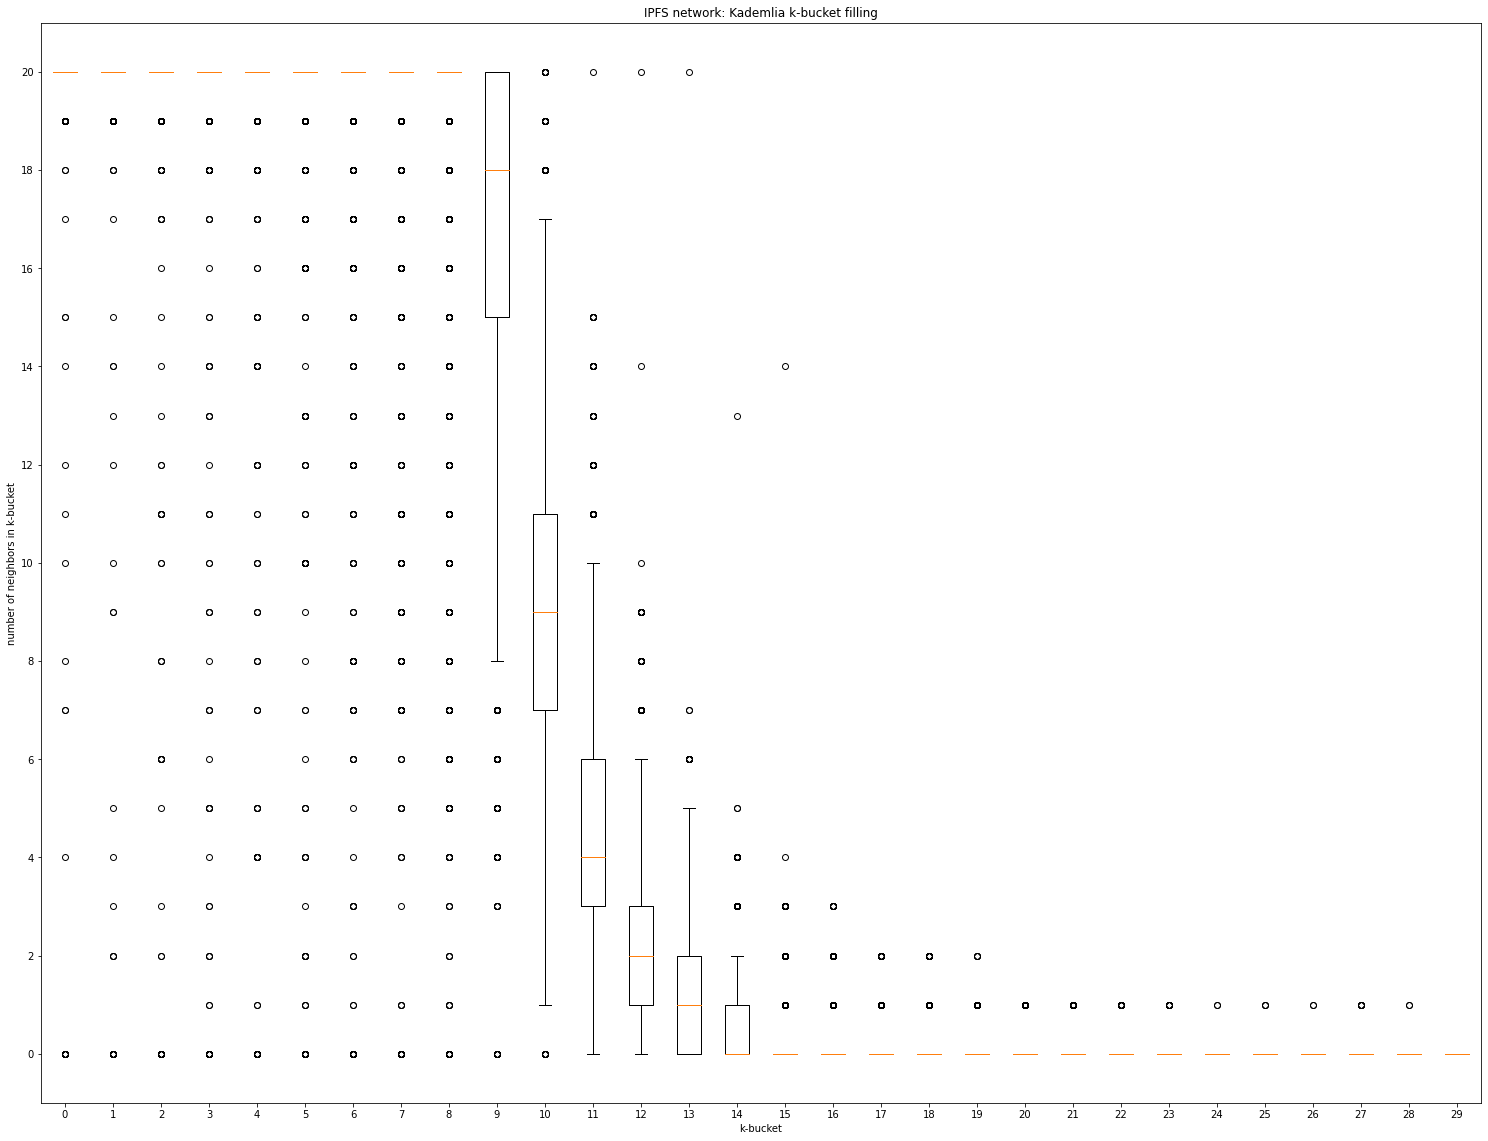 IPFS network: Kademlia k-bucket filling
number of neighbors in k-bucket
20
18
16
14
12
10
8
6
4
2
0
0 1 2 3 4 5 6 7 8 9 10 11 12 13 14 15 16 17 18 19 20 21 22 23 24 25 26 27 28 29
k-bucket